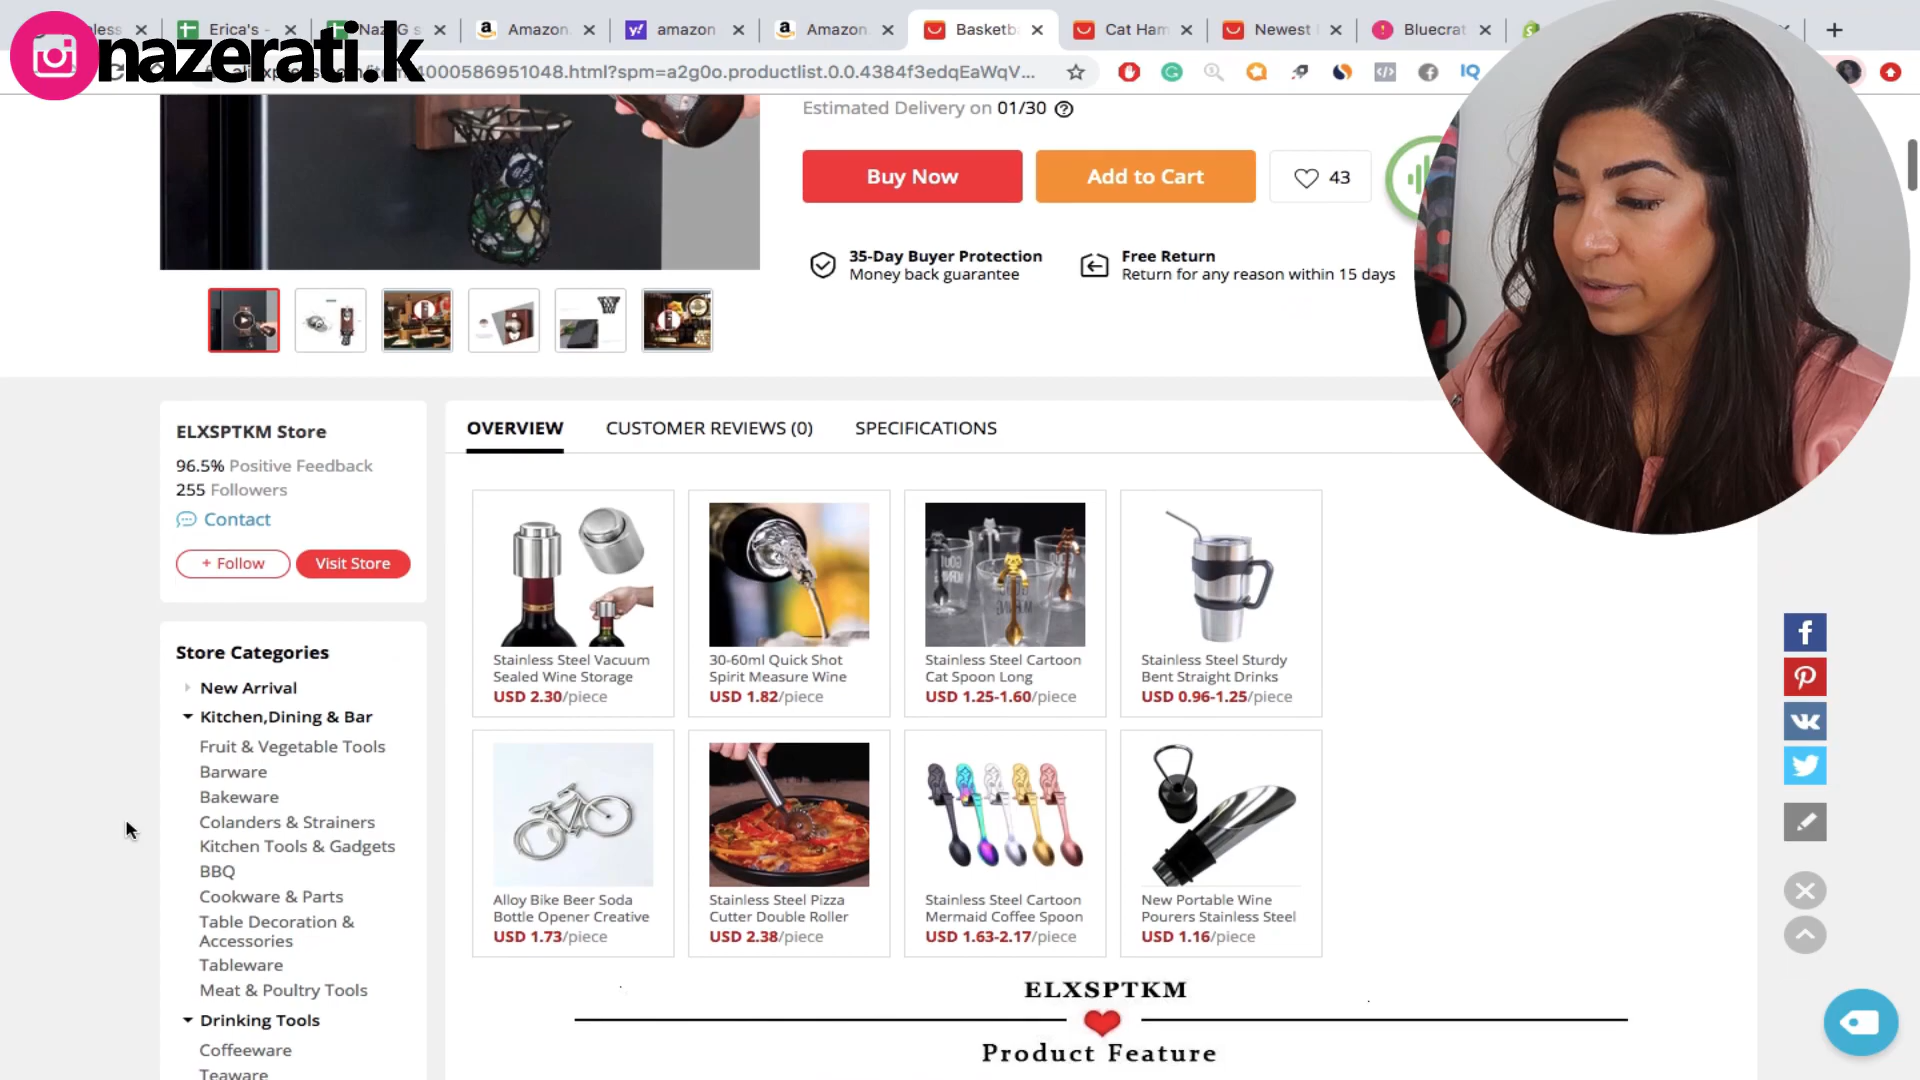 nazerati.k
Erica's -
Amazon
amazon
Amazon
Basketb
Cat Ham
Newest
Bluecrat
4000586951048.html?spm=a2g0o.productlist.0.0.4384f3edqEaWqV...
IQ
Estimated Delivery on 01/30
Buy Now
Add to Cart
43
35-Day Buyer Protection
Money back guarantee
Free Return
Return for any reason within 15 days
ELXSPTKM Store
96.5% Positive Feedback
255 Followers
Contact
+ Follow
Visit Store
Store Categories
New Arrival
Kitchen,Dining & Bar
Fruit & Vegetable Tools
Barware
Bakeware
Colanders & Strainers
Kitchen Tools & Gadgets
BBQ
Cookware & Parts
Table Decoration &
Accessories
Tableware
Meat & Poultry Tools
Drinking Tools
Coffeeware
Teaware
OVERVIEW
CUSTOMER REVIEWS (0)
SPECIFICATIONS
Stainless Steel Vacuum
Sealed Wine Storage
USD 2.30/piece
30-60ml Quick Shot
Spirit Measure Wine
USD 1.82/piece
Stainless Steel Cartoon
Cat Spoon Long
USD 1.25-1.60/piece
Stainless Steel Sturdy
Bent Straight Drinks
USD 0.96-1.25/piece
Alloy Bike Beer Soda
Bottle Opener Creative
USD 1.73/piece
Stainless Steel Pizza
Cutter Double Roller
USD 2.38/piece
Stainless Steel Cartoon
Mermaid Coffee Spoon
USD 1.63-2.17/piece
New Portable Wine
Pourers Stainless Steel
USD 1.16/piece
ELXSPTKM
Product Feature